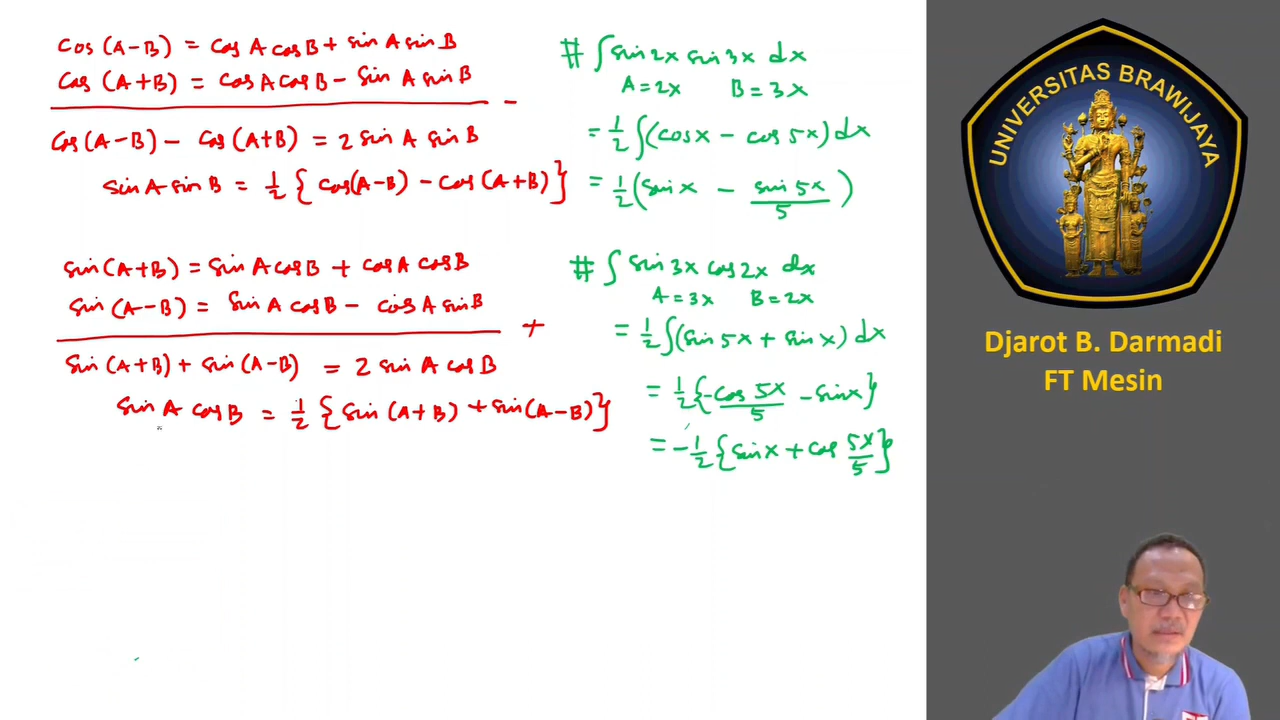 cos (A-B) = cos A cos B + sin A sin B
cos (A+B) = cos A cos B - sin A sin B
-
cos (A-B) - cos (A+B) = 2 sin A sin B
sin A sin B = 1/2 { cos(A-B) - cos (A+B) }
sin (A+B) = sin A cos B + cos A cos B
sin (A-B) = sin A cos B - cos A sin B
+
sin (A+B) + sin (A-B) = 2 sin A cos B
sin A cos B = 1/2 { sin (A+B) + sin (A-B) }
# ∫ sin 2x sin 3x dx
A = 2x B = 3x
= 1/2 ∫ (cos x - cos 5x) dx
= 1/2 (sin x - sin 5x/5)
# ∫ sin 3x cos 2x dx
A = 3x B = 2x
= 1/2 ∫ (sin 5x + sin x) dx
= 1/2 { -cos 5x/5 - sin x }
= -1/2 { sin x + cos 5x/5 }
UNIVERSITAS BRAWIJAYA
Djarot B. Darmadi
FT Mesin